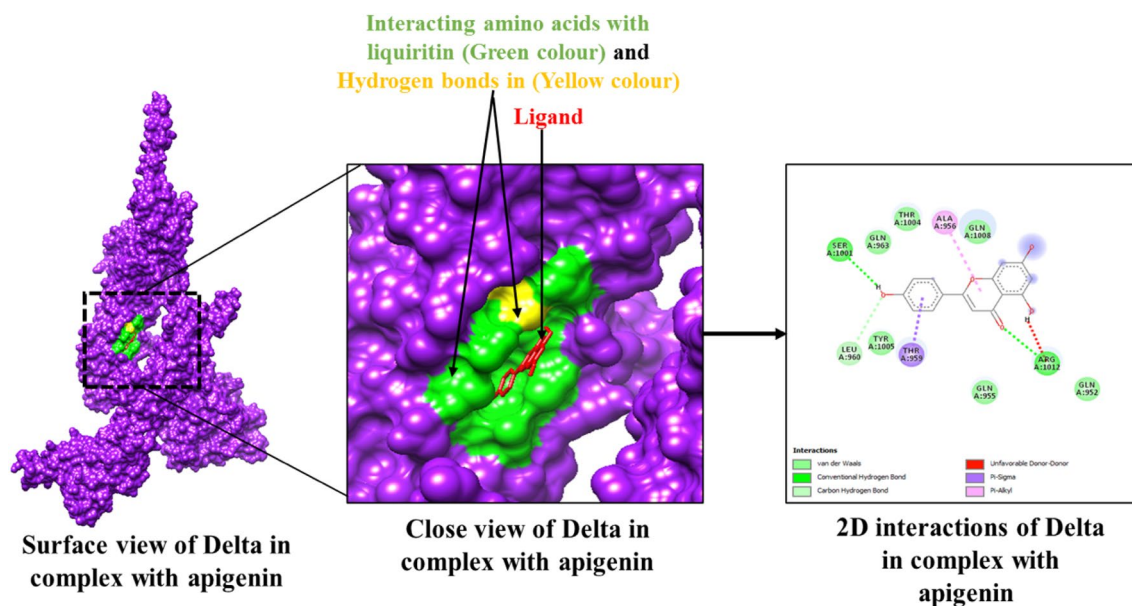 Interacting amino acids with
liquiritin (Green colour) and
Hydrogen bonds in (Yellow colour)
Ligand
THR
A:1004
ALA
A:956
GLN
A:1008
GLN
A:963
SER
A:1001
H
H
LEU
A:960
TYR
A:1005
THR
A:959
ARG
A:1012
GLN
A:955
GLN
A:952
Interactions
van der Waals
Conventional Hydrogen Bond
Carbon Hydrogen Bond
Unfavorable Donor-Donor
Pi-Sigma
Pi-Alkyl
Surface view of Delta in
complex with apigenin
Close view of Delta in
complex with apigenin
2D interactions of Delta
in complex with
apigenin